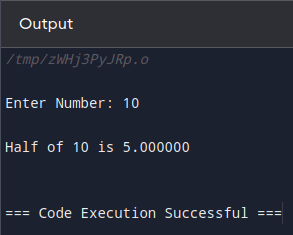 Output
/tmp/zWHj3PyJRp.o
Enter Number: 10
Half of 10 is 5.000000
=== Code Execution Successful ===